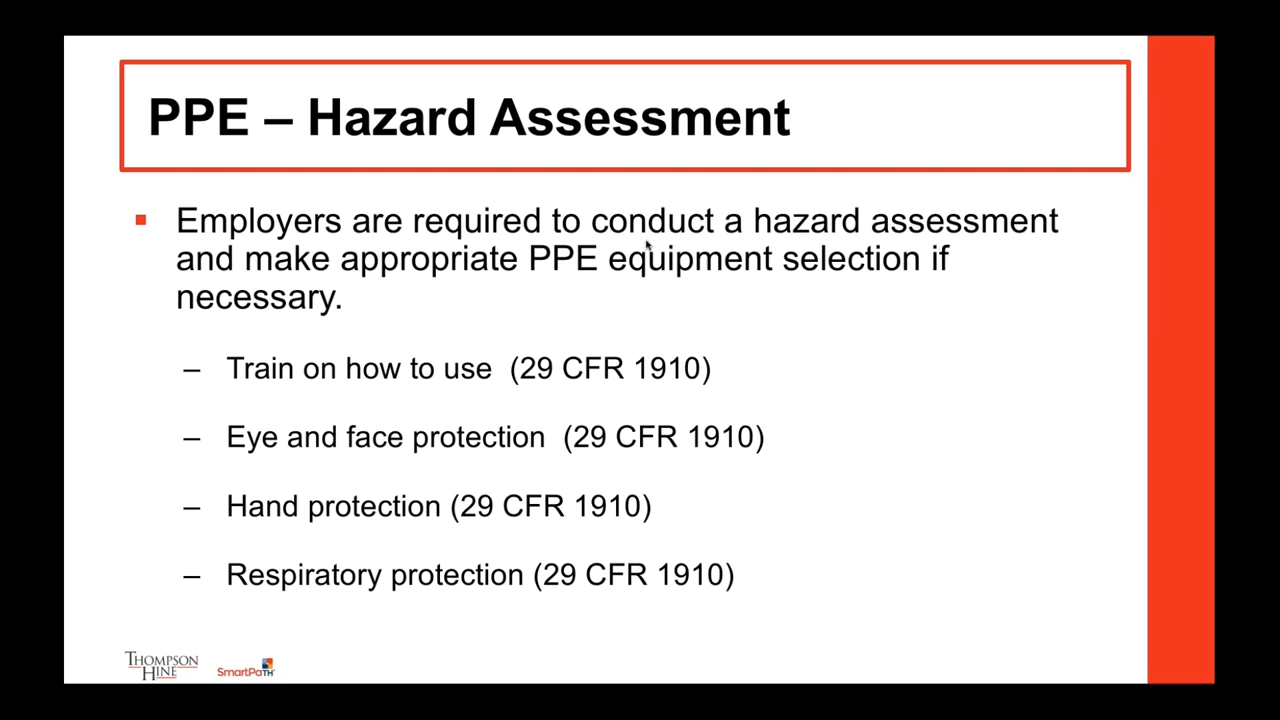 PPE – Hazard Assessment
Employers are required to conduct a hazard assessment
and make appropriate PPE equipment selection if
necessary.
– Train on how to use (29 CFR 1910)
– Eye and face protection (29 CFR 1910)
– Hand protection (29 CFR 1910)
– Respiratory protection (29 CFR 1910)
THOMPSON
HINE
SmartPaTH